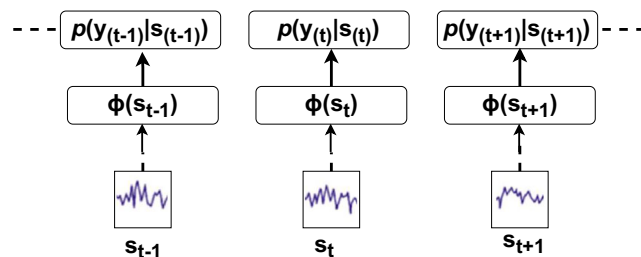 p(y(t-1)|s(t-1)) p(y(t)|s(t)) p(y(t+1)|s(t+1))
ϕ(st-1) ϕ(st) ϕ(st+1)
st-1 st st+1